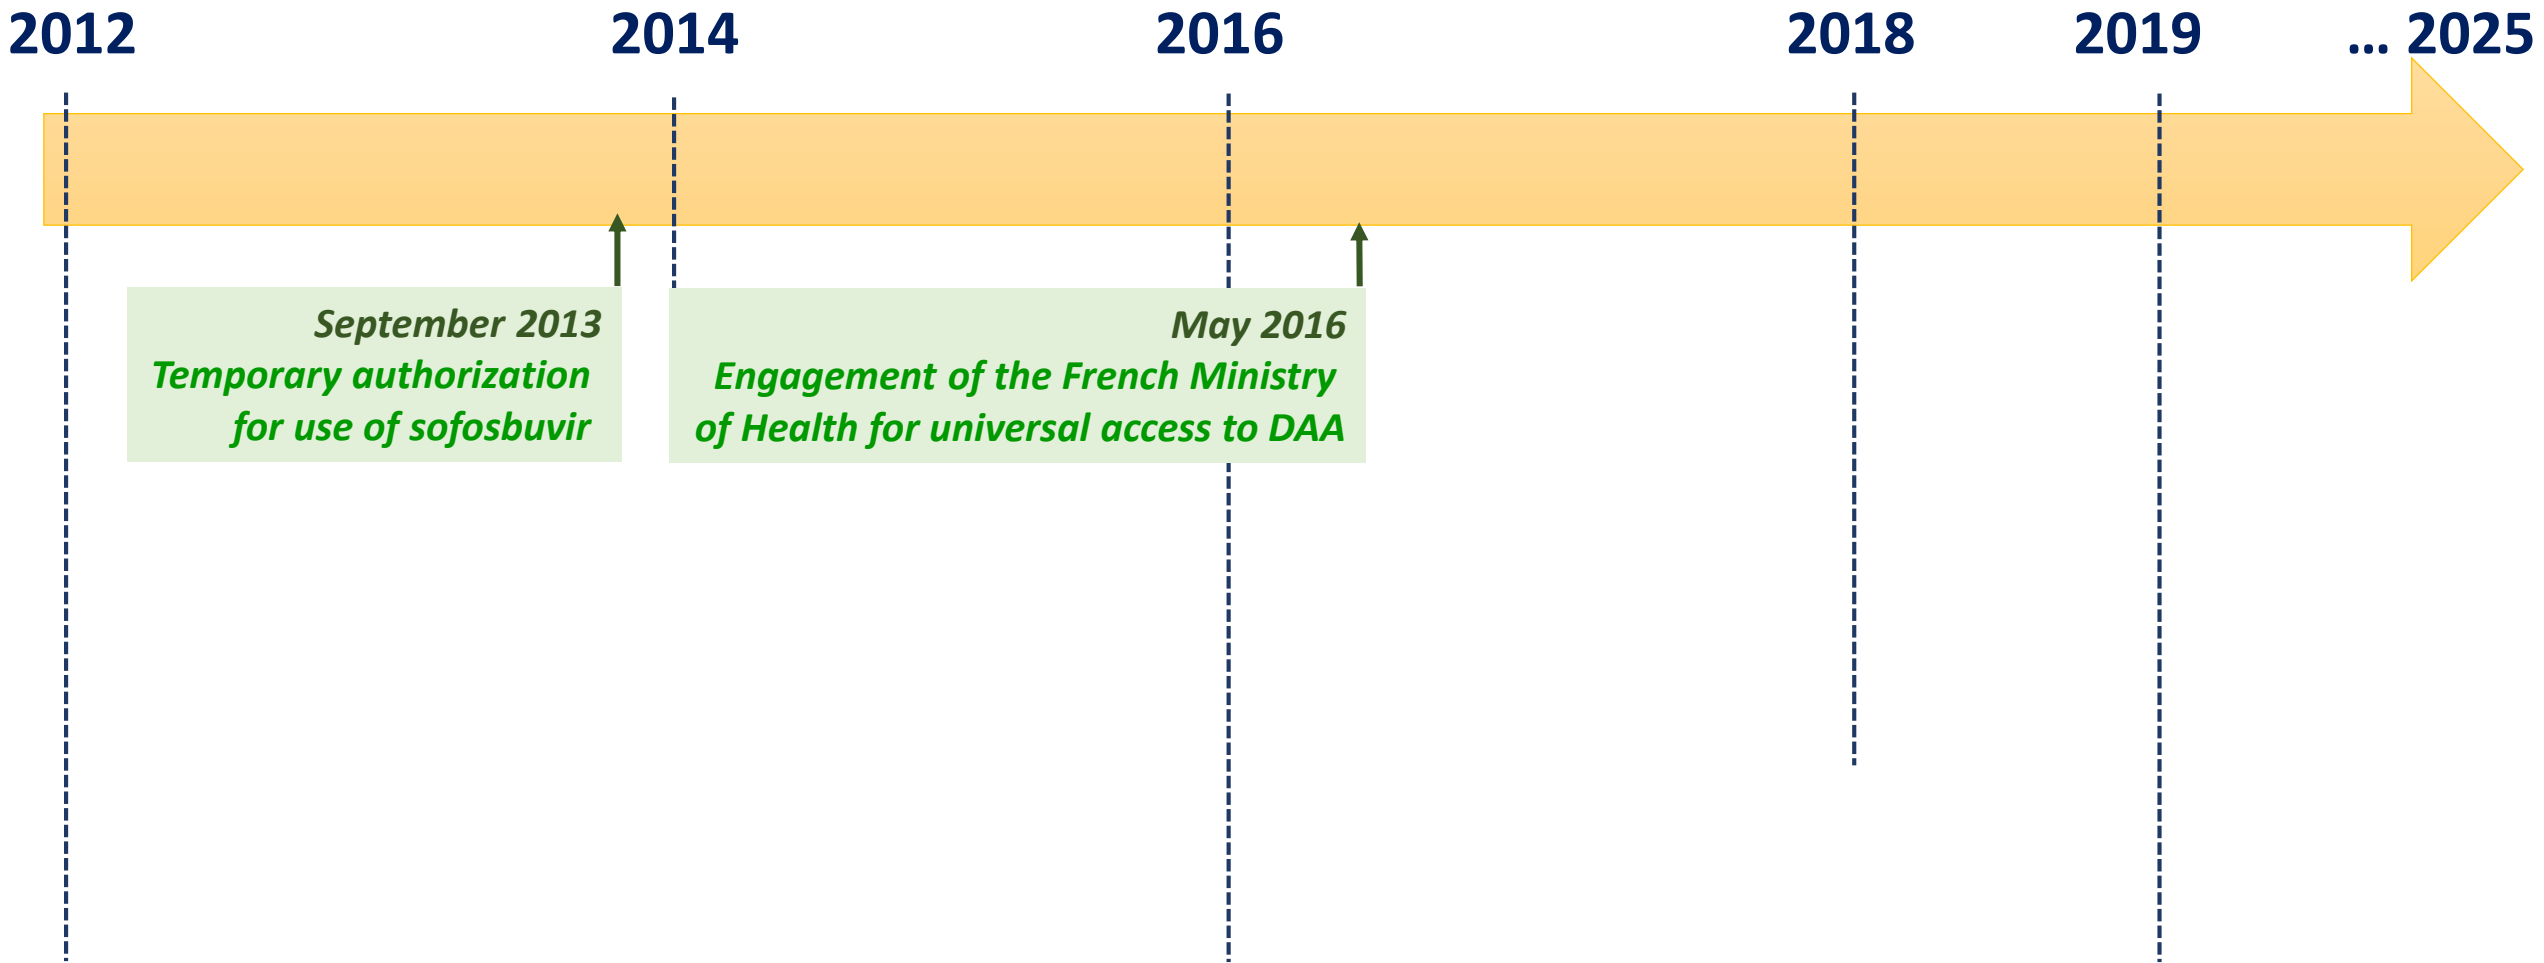 2012
2014
2016
2018
2019
... 2025
September 2013
Temporary authorization
for use of sofosbuvir
May 2016
Engagement of the French Ministry
of Health for universal access to DAA